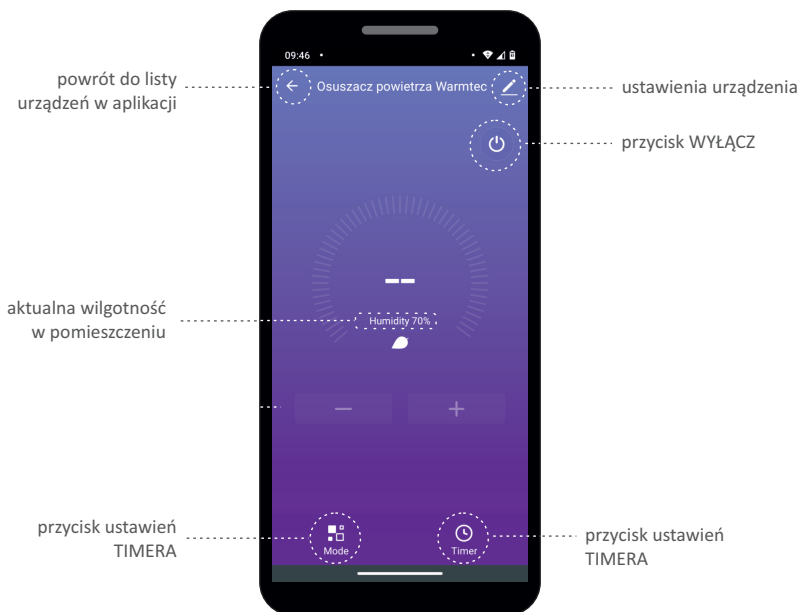 09:46
powrót do listy
urządzeń w aplikacji
Osuszacz powietrza Warmtec
ustawienia urządzenia
przycisk WYŁĄCZ
--
aktualna wilgotność
w pomieszczeniu
Humidity 70%
− +
przycisk ustawień
TIMERA
Mode
Timer
przycisk ustawień
TIMERA